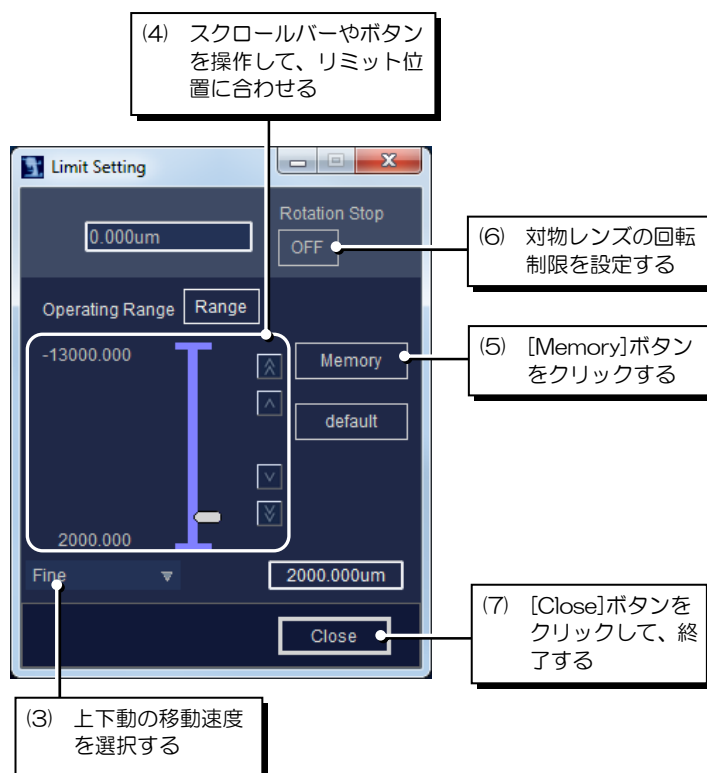 (4) スクロールバーやボタン
を操作して、リミット位
置に合わせる
Limit Setting
0.000um
Rotation Stop
OFF
(6) 対物レンズの回転
制限を設定する
Operating Range
Range
-13000.000
Memory
(5) [Memory]ボタン
をクリックする
default
2000.000
Fine
2000.000um
Close
(7) [Close]ボタンを
クリックして、終
了する
(3) 上下動の移動速度
を選択する